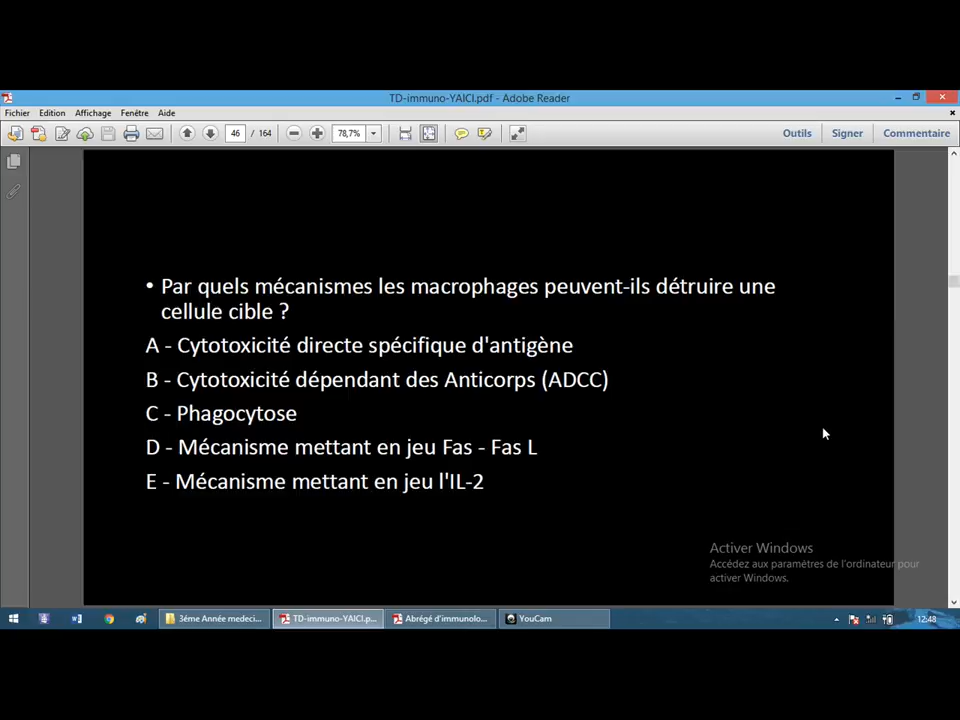 TD-immuno-YAICI.pdf - Adobe Reader
Fichier Edition Affichage Fenêtre Aide
46 / 164 78,7% Outils Signer Commentaire
• Par quels mécanismes les macrophages peuvent-ils détruire une
cellule cible ?
A - Cytotoxicité directe spécifique d'antigène
B - Cytotoxicité dépendant des Anticorps (ADCC)
C - Phagocytose
D - Mécanisme mettant en jeu Fas - Fas L
E - Mécanisme mettant en jeu l'IL-2
Activer Windows
Accédez aux paramètres de l'ordinateur pour
activer Windows.
3éme Année medeci... TD-immuno-YAICI.p... Abrégé d'immunolo... YouCam 12:48